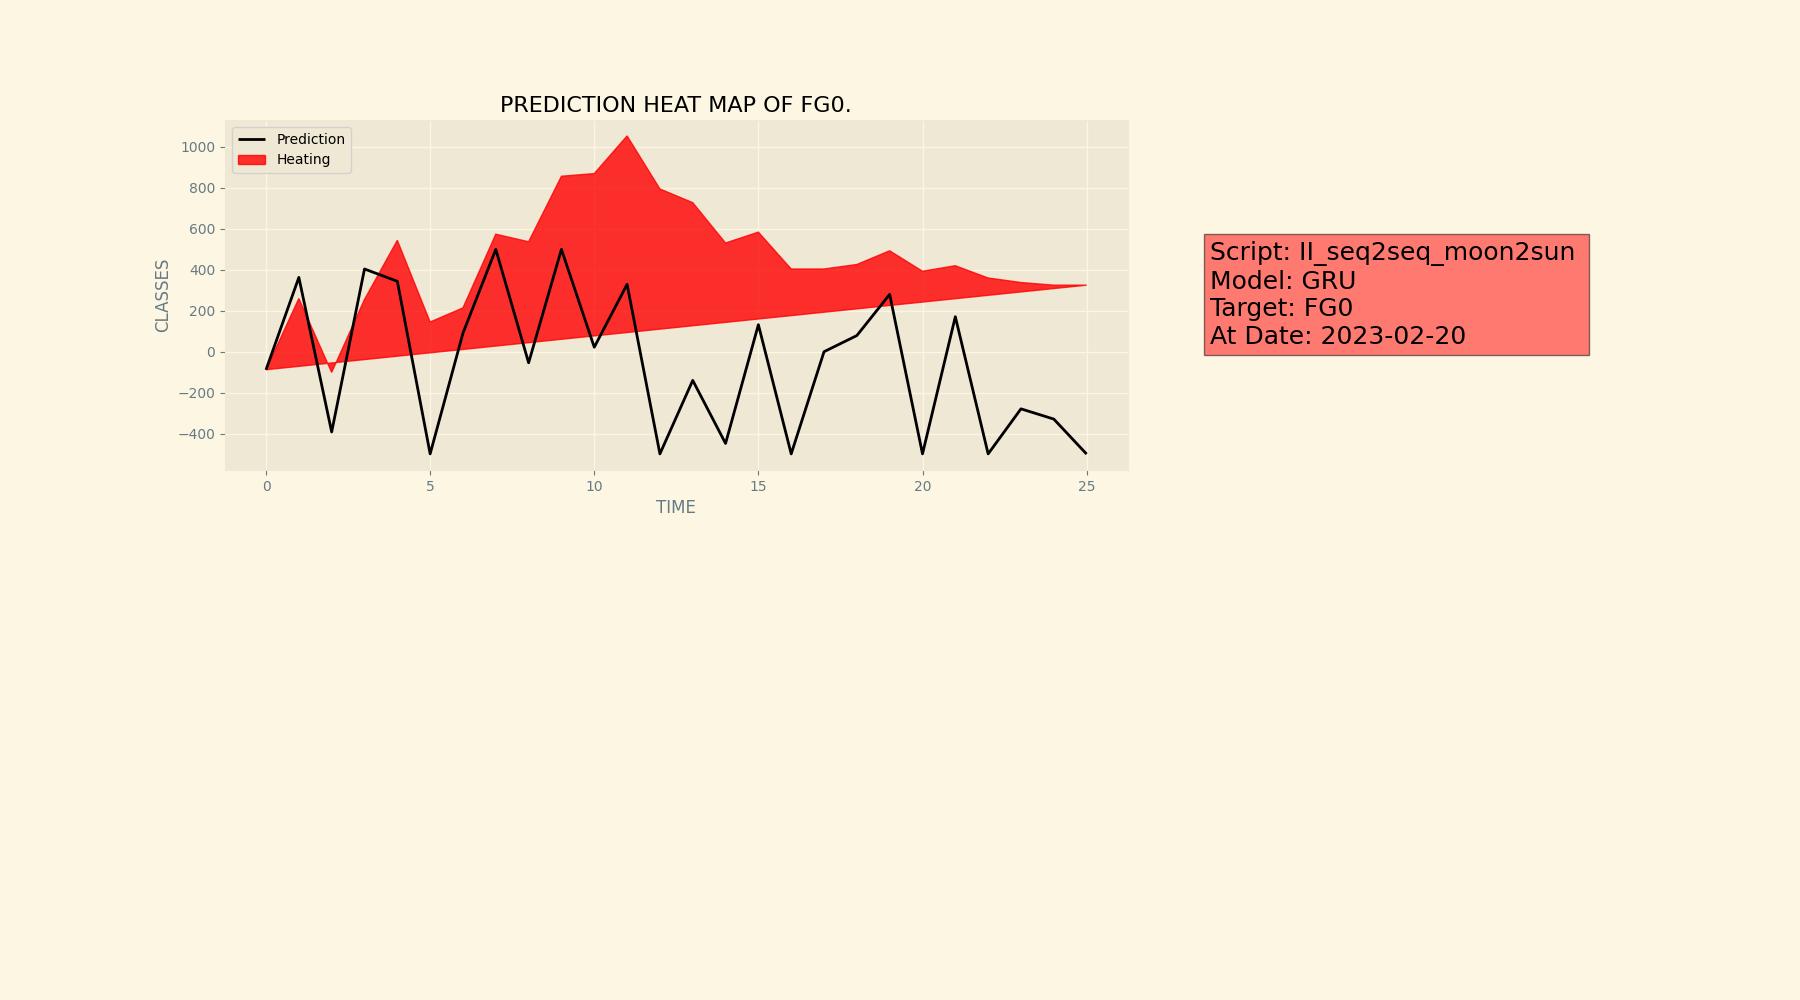 PREDICTION HEAT MAP OF FG0.
Prediction
Heating
CLASSES
1000
800
600
400
200
0
−200
−400
0 5 10 15 20 25
TIME
Script: II_seq2seq_moon2sun
Model: GRU
Target: FG0
At Date: 2023-02-20